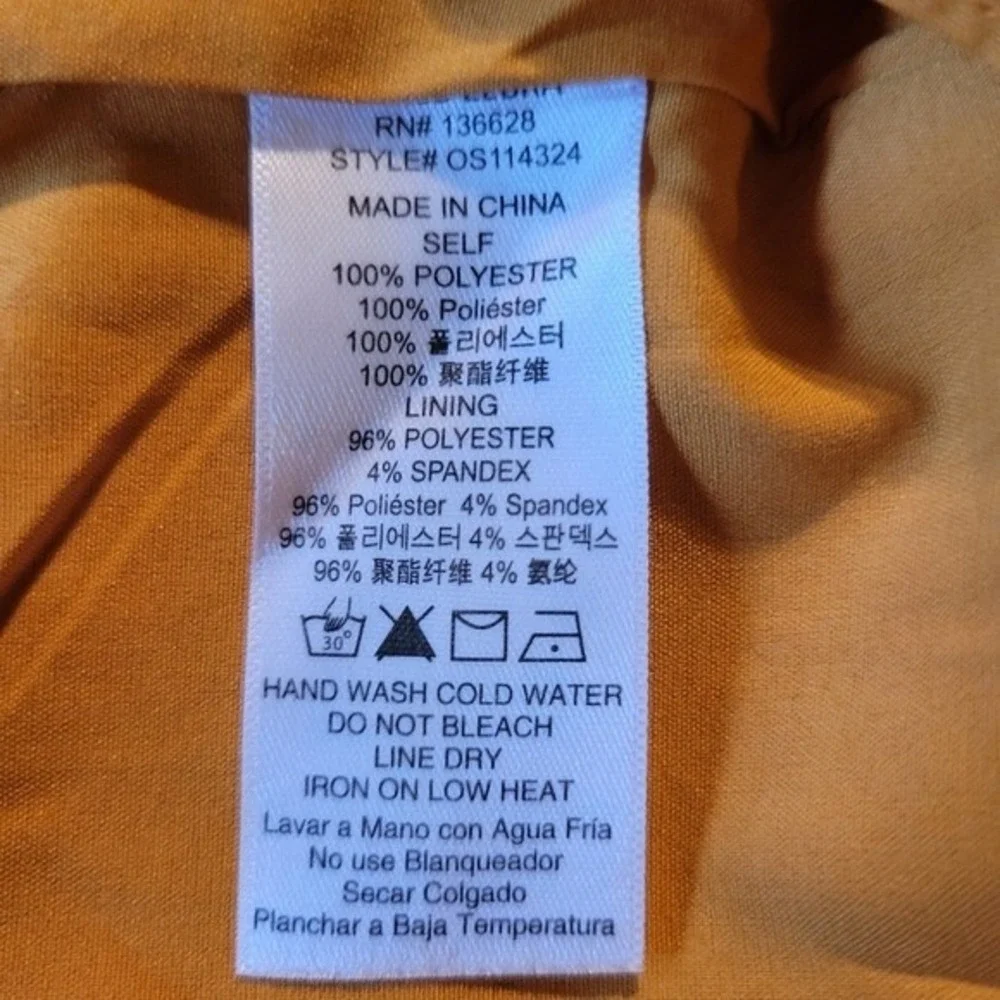 RN# 136628
STYLE# OS114324
MADE IN CHINA
SELF
100% POLYESTER
100% Poliéster
100% 폴리에스터
100% 聚酯纤维
LINING
96% POLYESTER
4% SPANDEX
96% Poliéster 4% Spandex
96% 폴리에스터 4% 스판덱스
96% 聚酯纤维 4% 氨纶
30°
HAND WASH COLD WATER
DO NOT BLEACH
LINE DRY
IRON ON LOW HEAT
Lavar a Mano con Agua Fría
No use Blanqueador
Secar Colgado
Planchar a Baja Temperatura